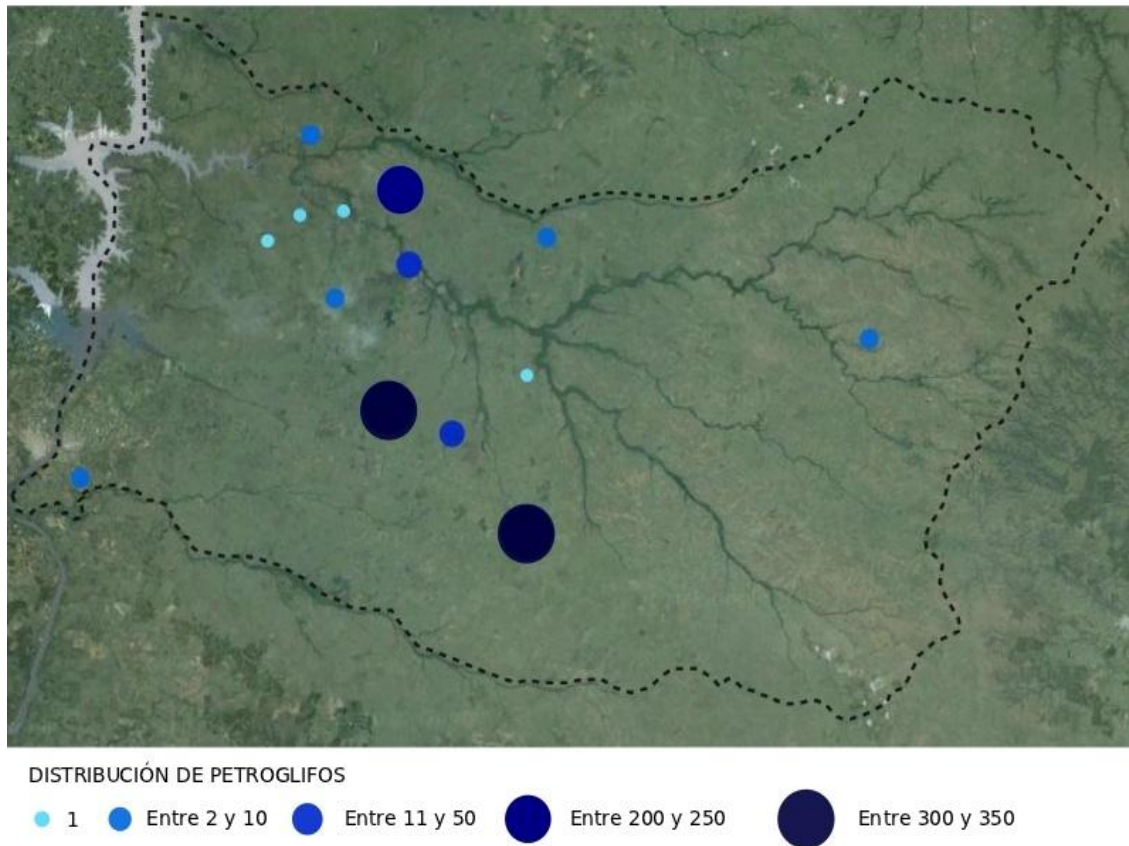 DISTRIBUCIÓN DE PETROGLIFOS
1 Entre 2 y 10 Entre 11 y 50 Entre 200 y 250 Entre 300 y 350